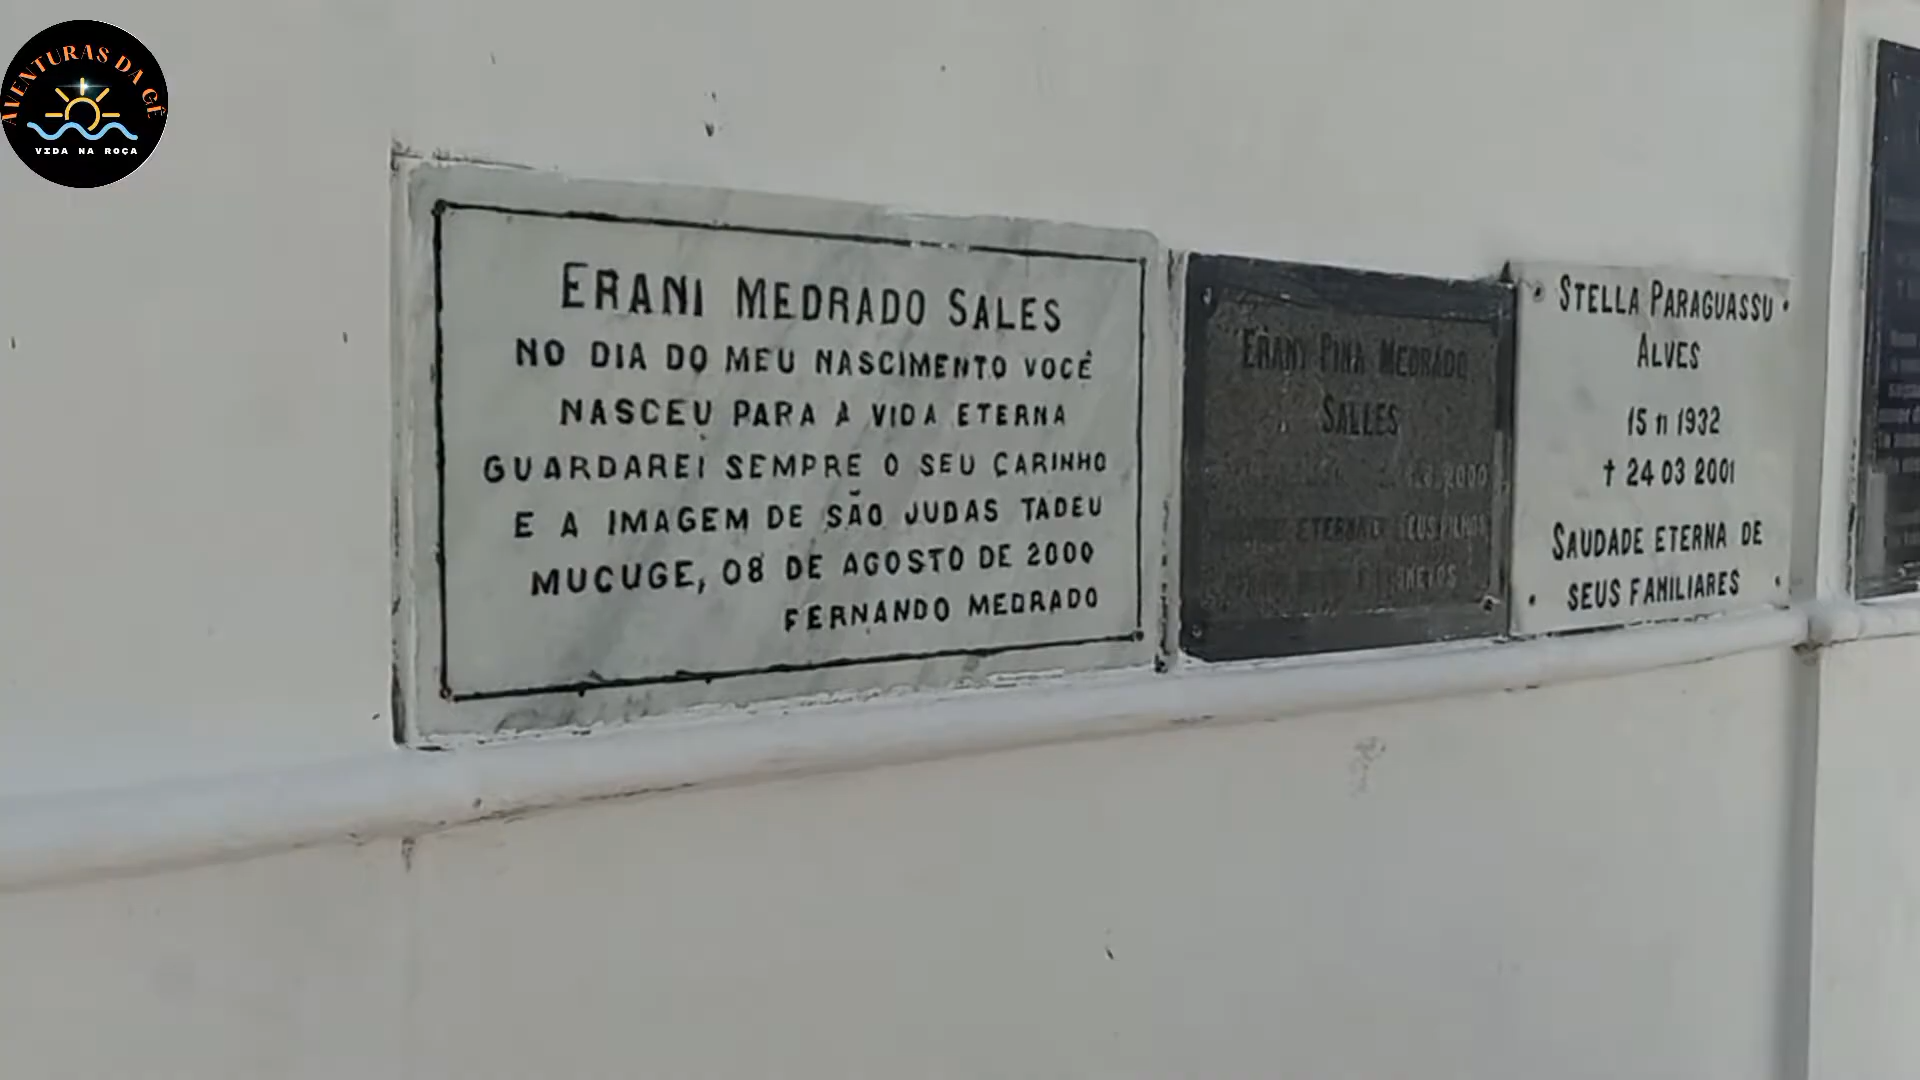 AVENTURAS DA GÊ
VIDA NA ROÇA
ERANI MEDRADO SALES
NO DIA DO MEU NASCIMENTO VOCÊ
NASCEU PARA A VIDA ETERNA
GUARDAREI SEMPRE O SEU CARINHO
E A IMAGEM DE SÃO JUDAS TADEU
MUCUGE, 08 DE AGOSTO DE 2000
FERNANDO MEDRADO
ERANY PINA MEDRADO
SALLES
2000
ETERNA
NETOS
STELLA PARAGUASSU
ALVES
15 11 1932
† 24 03 2001
SAUDADE ETERNA DE
SEUS FAMILIARES